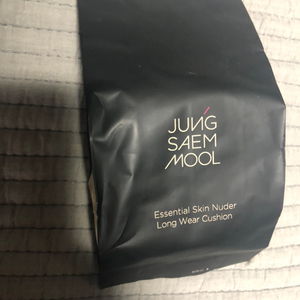 JUNG
SAEM
MOOL
Essential Skin Nuder
Long Wear Cushion